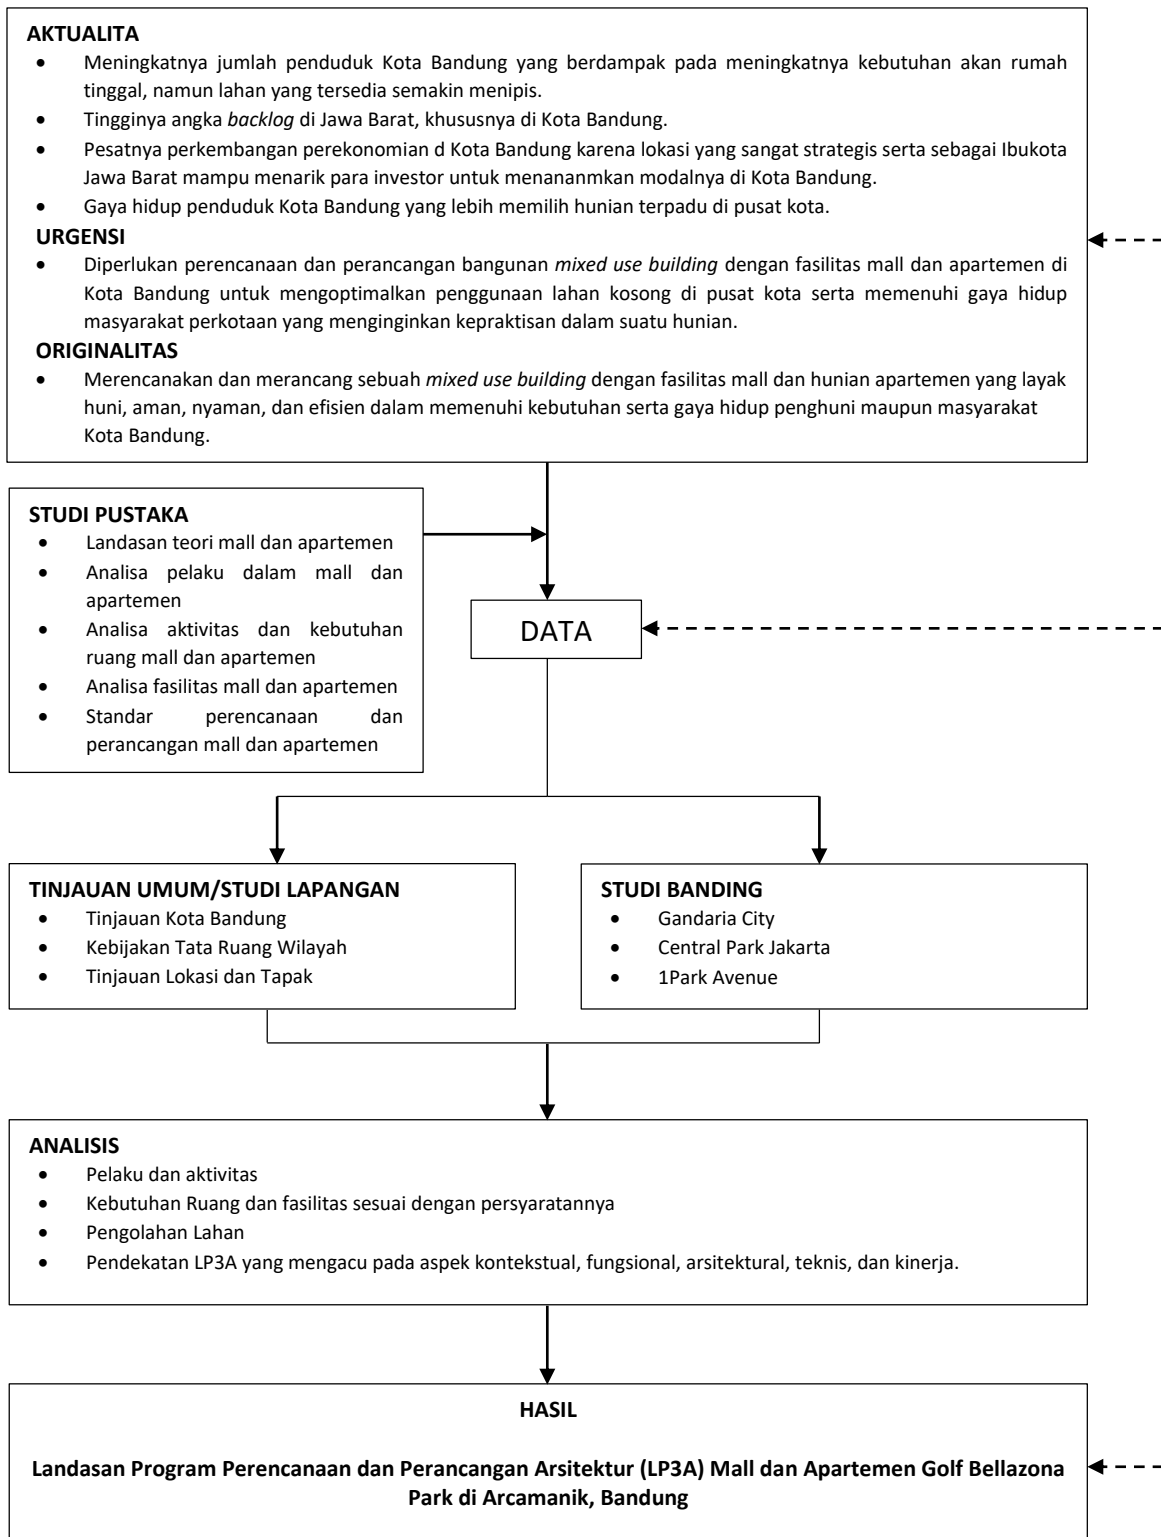 AKTUALITA
• Meningkatnya jumlah penduduk Kota Bandung yang berdampak pada meningkatnya kebutuhan akan rumah
tinggal, namun lahan yang tersedia semakin menipis.
• Tingginya angka backlog di Jawa Barat, khususnya di Kota Bandung.
• Pesatnya perkembangan perekonomian d Kota Bandung karena lokasi yang sangat strategis serta sebagai Ibukota
Jawa Barat mampu menarik para investor untuk menananmkan modalnya di Kota Bandung.
• Gaya hidup penduduk Kota Bandung yang lebih memilih hunian terpadu di pusat kota.
URGENSI
• Diperlukan perencanaan dan perancangan bangunan mixed use building dengan fasilitas mall dan apartemen di
Kota Bandung untuk mengoptimalkan penggunaan lahan kosong di pusat kota serta memenuhi gaya hidup
masyarakat perkotaan yang menginginkan kepraktisan dalam suatu hunian.
ORIGINALITAS
• Merencanakan dan merancang sebuah mixed use building dengan fasilitas mall dan hunian apartemen yang layak
huni, aman, nyaman, dan efisien dalam memenuhi kebutuhan serta gaya hidup penghuni maupun masyarakat
Kota Bandung.
STUDI PUSTAKA
• Landasan teori mall dan apartemen
• Analisa pelaku dalam mall dan
apartemen
• Analisa aktivitas dan kebutuhan
ruang mall dan apartemen
• Analisa fasilitas mall dan apartemen
• Standar perencanaan dan
perancangan mall dan apartemen
DATA
TINJAUAN UMUM/STUDI LAPANGAN
• Tinjauan Kota Bandung
• Kebijakan Tata Ruang Wilayah
• Tinjauan Lokasi dan Tapak
STUDI BANDING
• Gandaria City
• Central Park Jakarta
• 1Park Avenue
ANALISIS
• Pelaku dan aktivitas
• Kebutuhan Ruang dan fasilitas sesuai dengan persyaratannya
• Pengolahan Lahan
• Pendekatan LP3A yang mengacu pada aspek kontekstual, fungsional, arsitektural, teknis, dan kinerja.
HASIL
Landasan Program Perencanaan dan Perancangan Arsitektur (LP3A) Mall dan Apartemen Golf Bellazona
Park di Arcamanik, Bandung